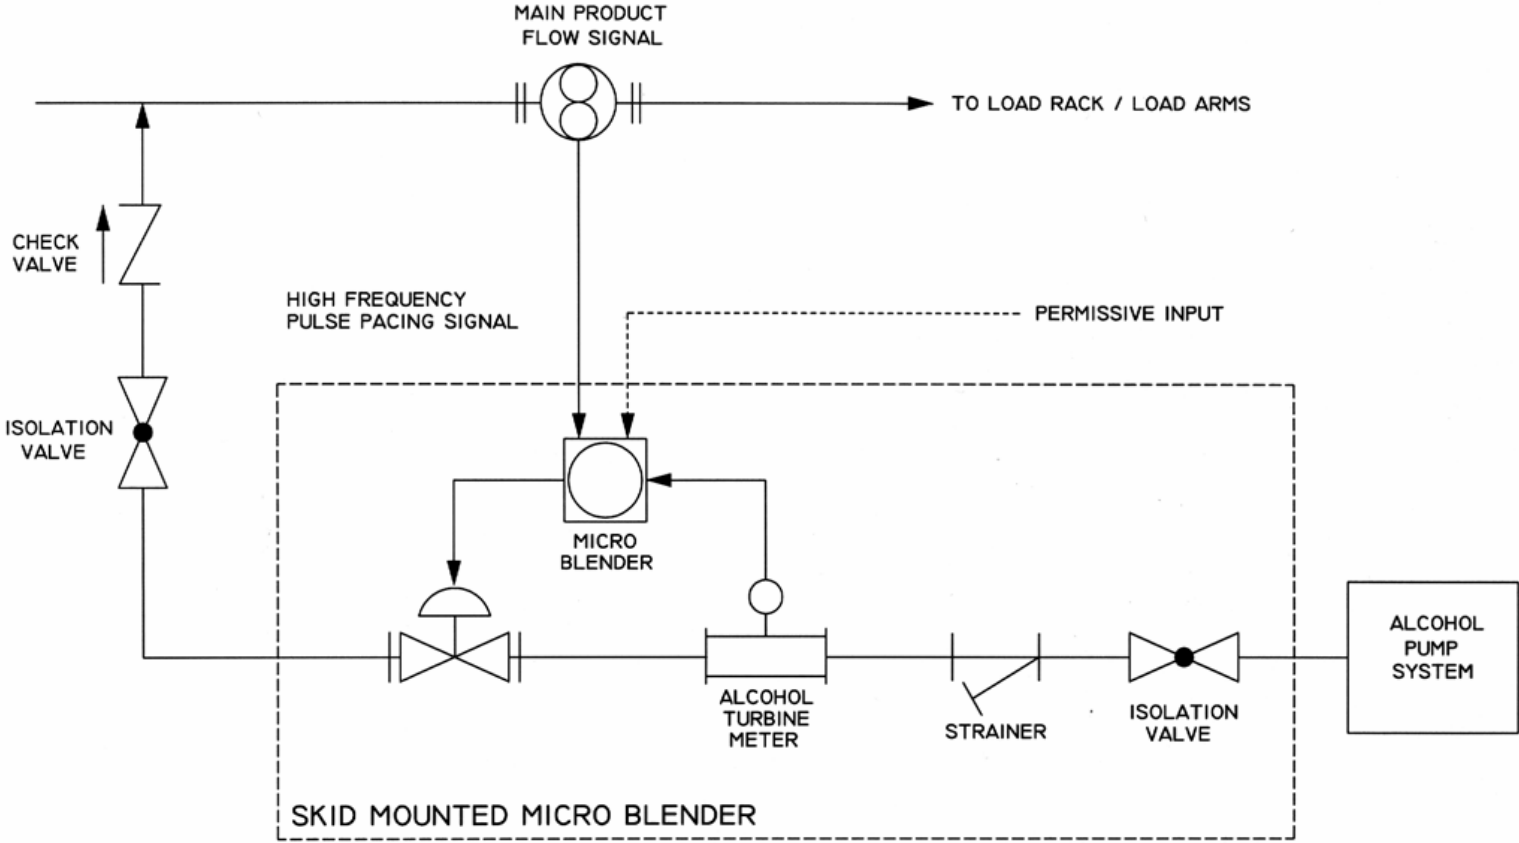 MAIN PRODUCT
FLOW SIGNAL
TO LOAD RACK / LOAD ARMS
CHECK
VALVE
HIGH FREQUENCY
PULSE PACING SIGNAL
PERMISSIVE INPUT
ISOLATION
VALVE
MICRO
BLENDER
ALCOHOL
PUMP
SYSTEM
ALCOHOL
TURBINE
METER
STRAINER
ISOLATION
VALVE
SKID MOUNTED MICRO BLENDER